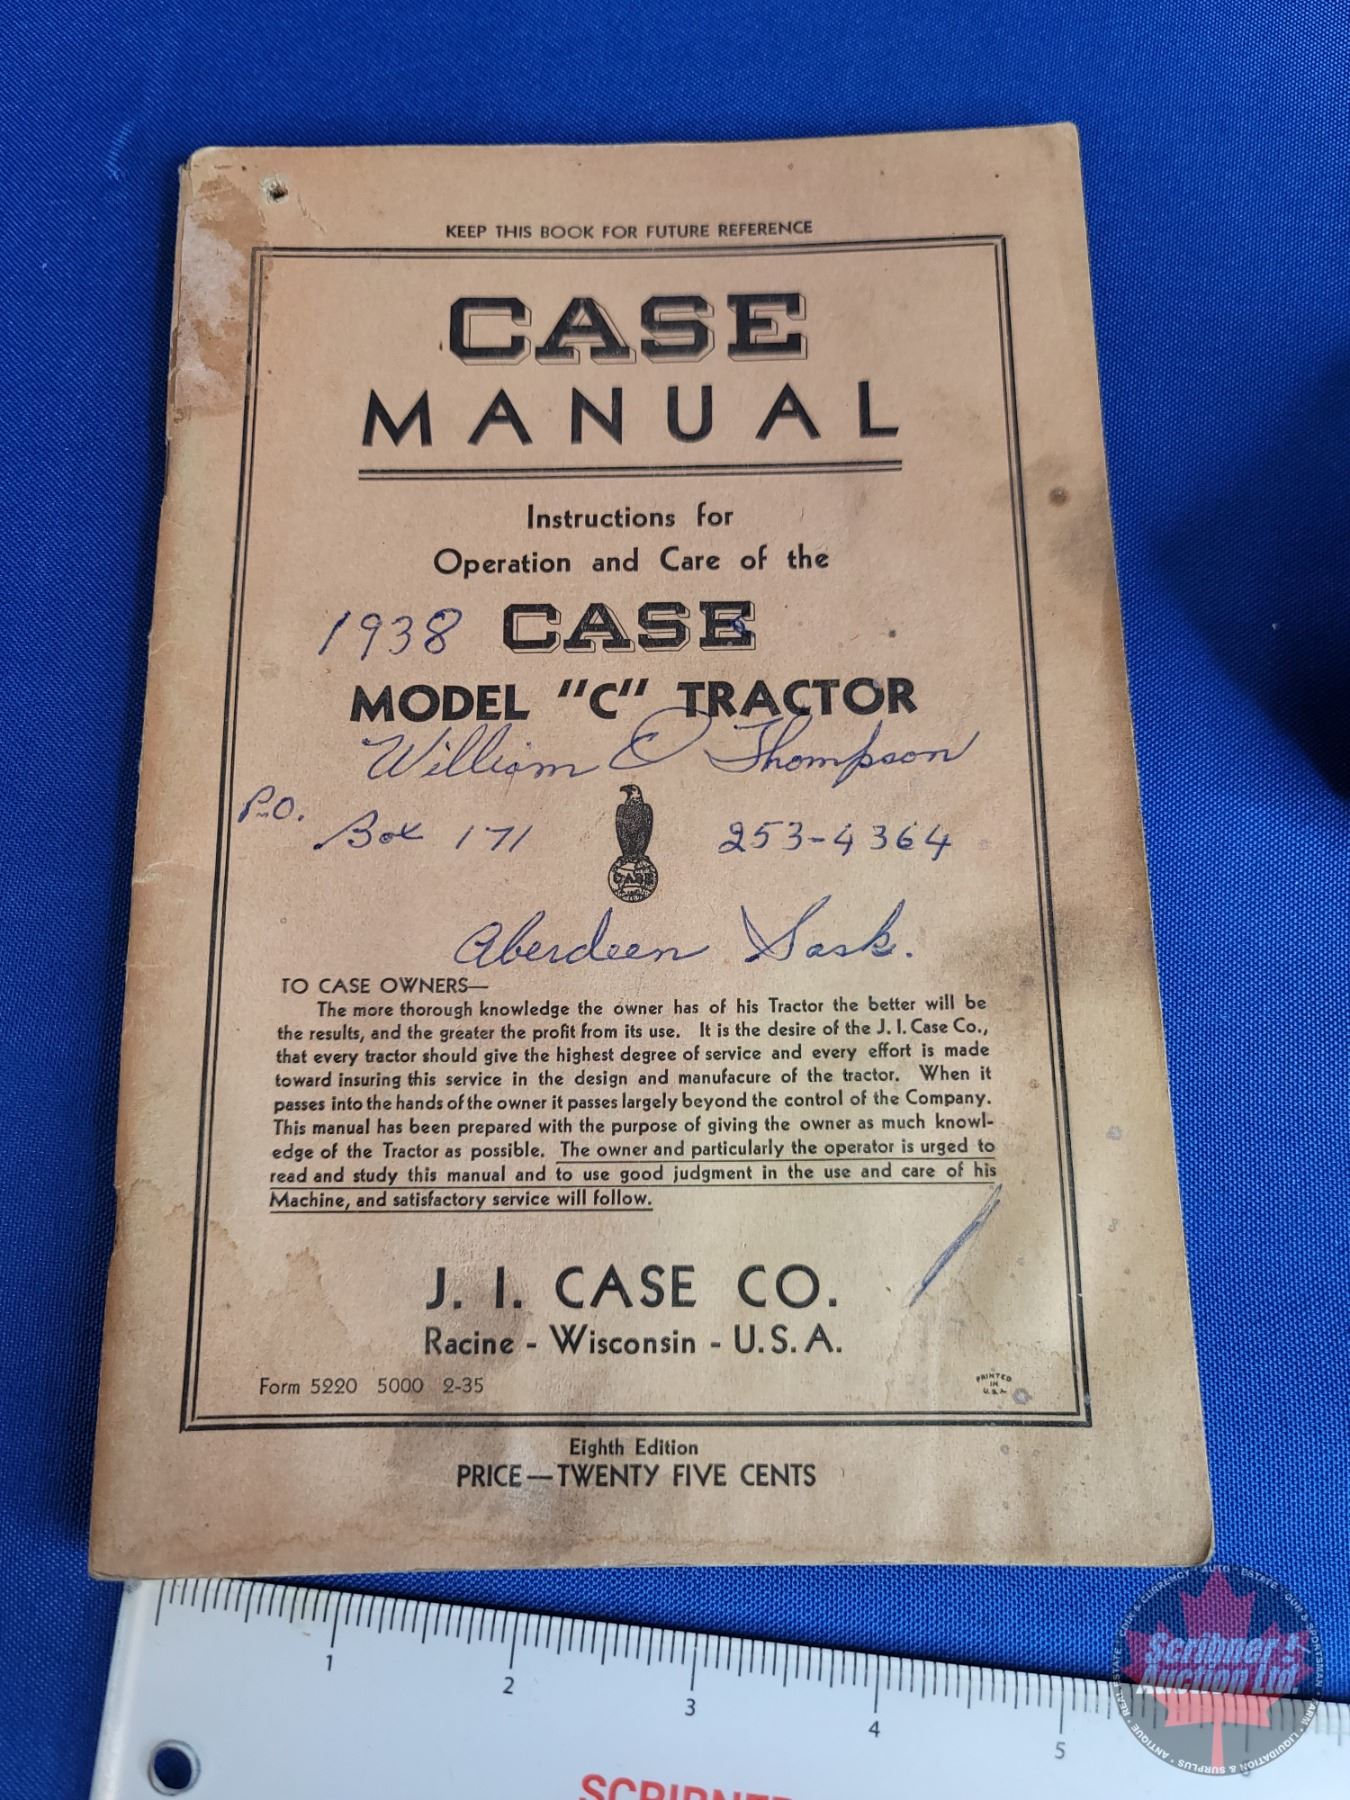 KEEP THIS BOOK FOR FUTURE REFERENCE
CASE
MANUAL
Instructions for
Operation and Care of the
1938 CASE
MODEL "C" TRACTOR
William E Thompson
P.O. Box 171 253-4364
CASE
Aberdeen Sask.
TO CASE OWNERS—
The more thorough knowledge the owner has of his Tractor the better will be
the results, and the greater the profit from its use. It is the desire of the J. I. Case Co.,
that every tractor should give the highest degree of service and every effort is made
toward insuring this service in the design and manufacure of the tractor. When it
passes into the hands of the owner it passes largely beyond the control of the Company.
This manual has been prepared with the purpose of giving the owner as much knowl-
edge of the Tractor as possible. The owner and particularly the operator is urged to
read and study this manual and to use good judgment in the use and care of his
Machine, and satisfactory service will follow.
J. I. CASE CO.
Racine - Wisconsin - U.S.A.
Form 5220 5000 2-35
PRINTED
IN
U.S.A.
Eighth Edition
PRICE—TWENTY FIVE CENTS
1 2 3 4 5
Scribner
Auction Ltd.